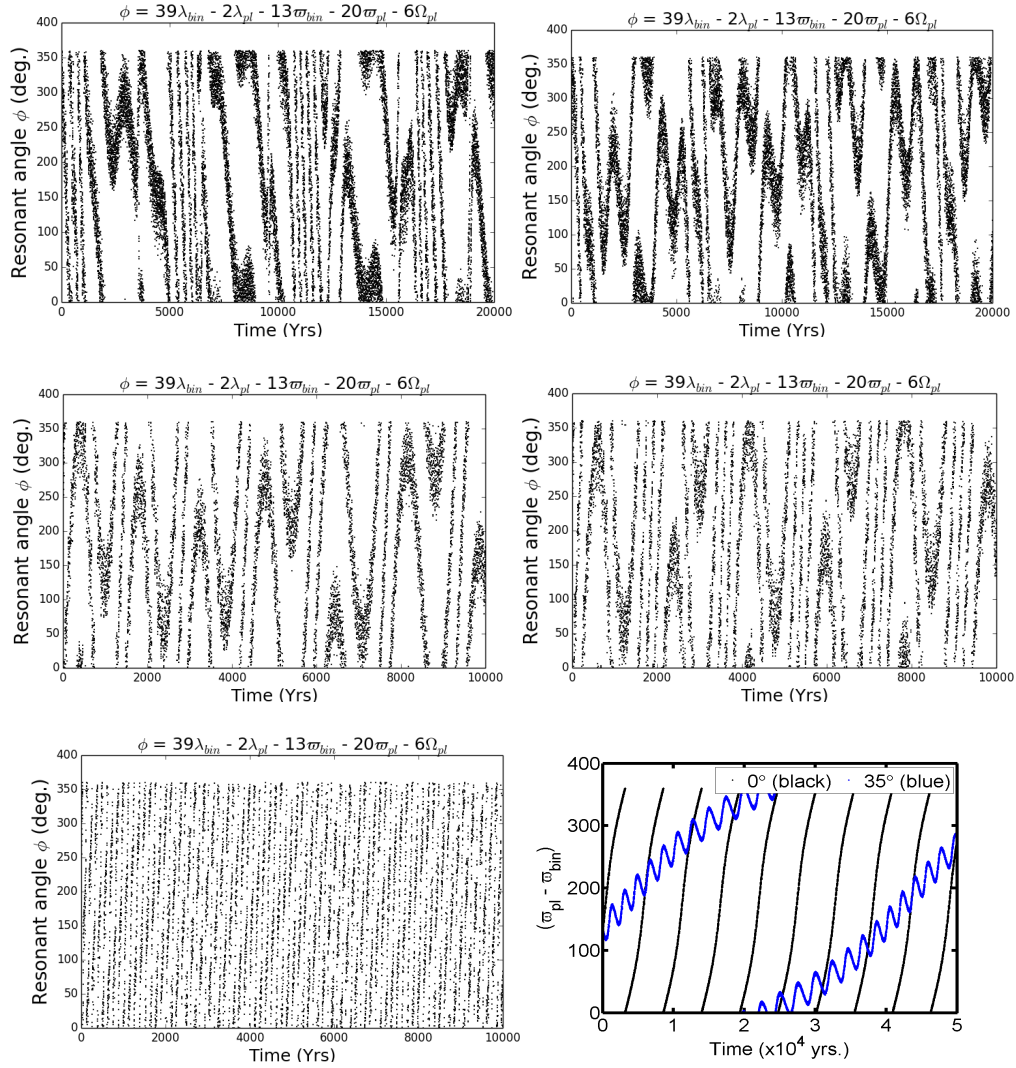 ϕ = 39λ_bin - 2λ_pl - 13ϖ_bin - 20ϖ_pl - 6Ω_pl
400
350
300
250
200
150
100
50
0
Resonant angle ϕ (deg.)
0 5000 10000 15000 20000
Time (Yrs)
ϕ = 39λ_bin - 2λ_pl - 13ϖ_bin - 20ϖ_pl - 6Ω_pl
400
350
300
250
200
150
100
50
0
Resonant angle ϕ (deg.)
0 5000 10000 15000 20000
Time (Yrs)
ϕ = 39λ_bin - 2λ_pl - 13ϖ_bin - 20ϖ_pl - 6Ω_pl
400
350
300
250
200
150
100
50
0
Resonant angle ϕ (deg.)
0 2000 4000 6000 8000 10000
Time (Yrs)
ϕ = 39λ_bin - 2λ_pl - 13ϖ_bin - 20ϖ_pl - 6Ω_pl
400
350
300
250
200
150
100
50
0
Resonant angle ϕ (deg.)
0 2000 4000 6000 8000 10000
Time (Yrs)
ϕ = 39λ_bin - 2λ_pl - 13ϖ_bin - 20ϖ_pl - 6Ω_pl
400
350
300
250
200
150
100
50
0
Resonant angle ϕ (deg.)
0 2000 4000 6000 8000 10000
Time (Yrs)
0° (black) 35° (blue)
400
300
200
100
0
(ϖ_pl - ϖ_bin)
0 1 2 3 4 5
Time (x10^4 yrs.)